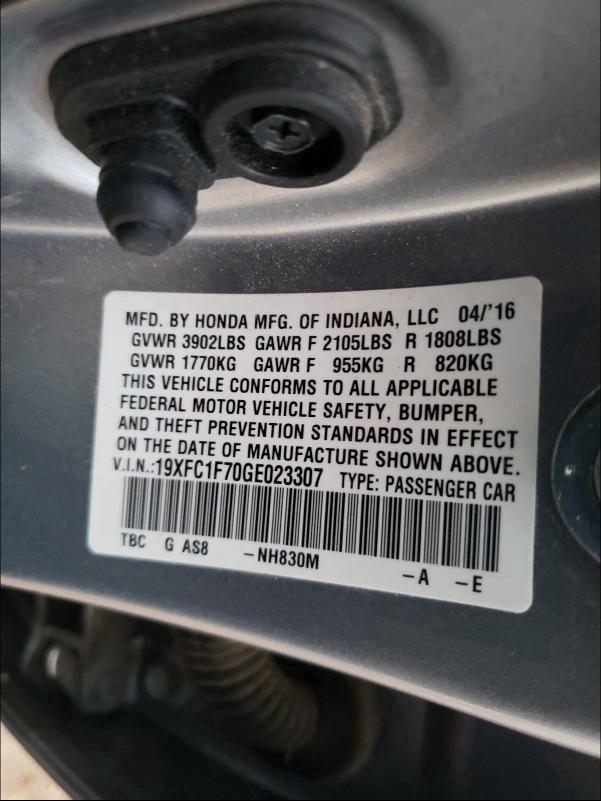 MFD. BY HONDA MFG. OF INDIANA, LLC 04/'16
GVWR 3902LBS GAWR F 2105LBS R 1808LBS
GVWR 1770KG GAWR F 955KG R 820KG
THIS VEHICLE CONFORMS TO ALL APPLICABLE
FEDERAL MOTOR VEHICLE SAFETY, BUMPER,
AND THEFT PREVENTION STANDARDS IN EFFECT
ON THE DATE OF MANUFACTURE SHOWN ABOVE.
V.I.N.:19XFC1F70GE023307 TYPE: PASSENGER CAR
TBC G AS8 -NH830M -A -E